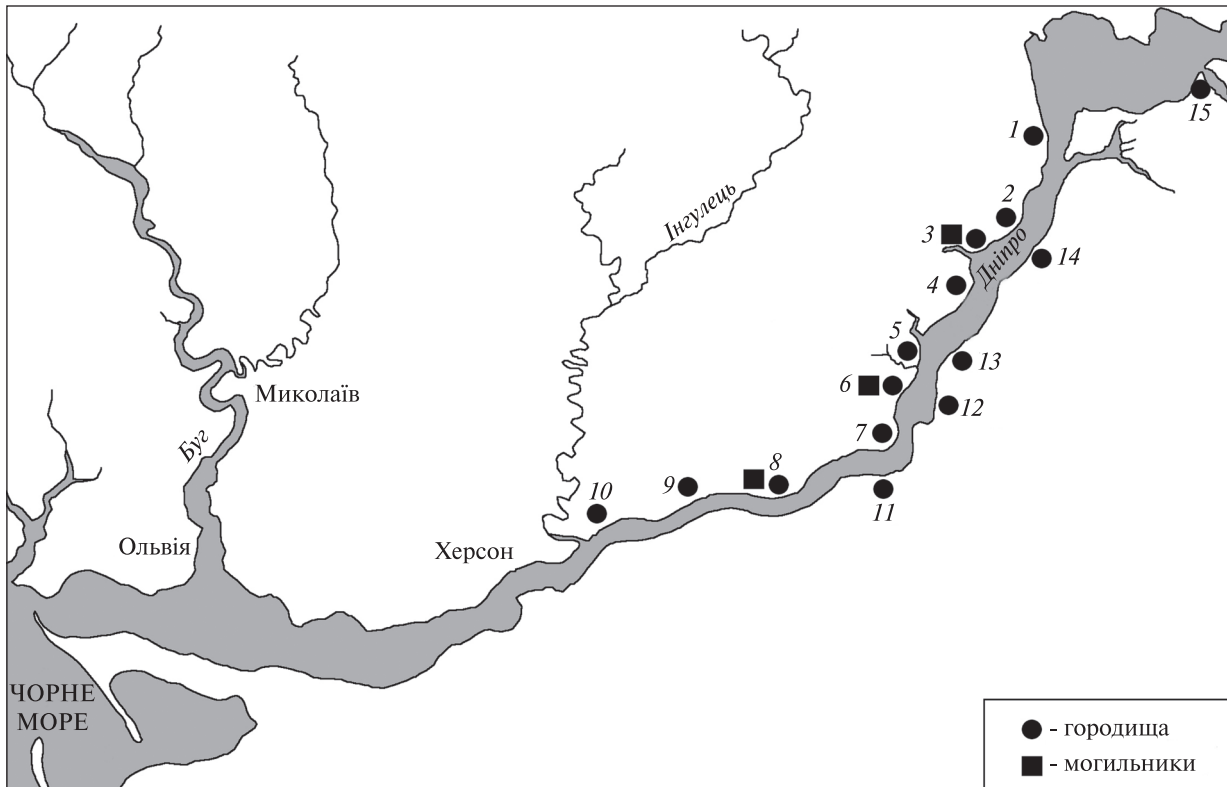 15
1
2
Інгулець
3
Дніпро
14
4
5
13
Миколаїв
6
12
Буг
7
8
9
10
11
Ольвія
Херсон
ЧОРНЕ
МОРЕ
- городища
- могильники